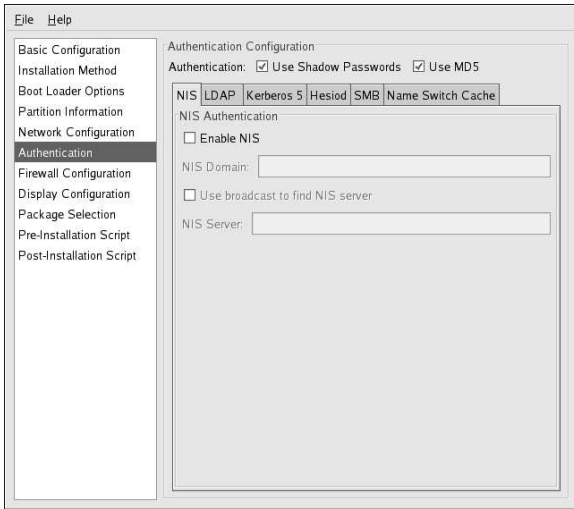 File Help
Basic Configuration
Installation Method
Boot Loader Options
Partition Information
Network Configuration
Authentication
Firewall Configuration
Display Configuration
Package Selection
Pre-Installation Script
Post-Installation Script
Authentication Configuration
Authentication: Use Shadow Passwords Use MD5
NIS LDAP Kerberos 5 Hesiod SMB Name Switch Cache
NIS Authentication
Enable NIS
NIS Domain:
Use broadcast to find NIS server
NIS Server: